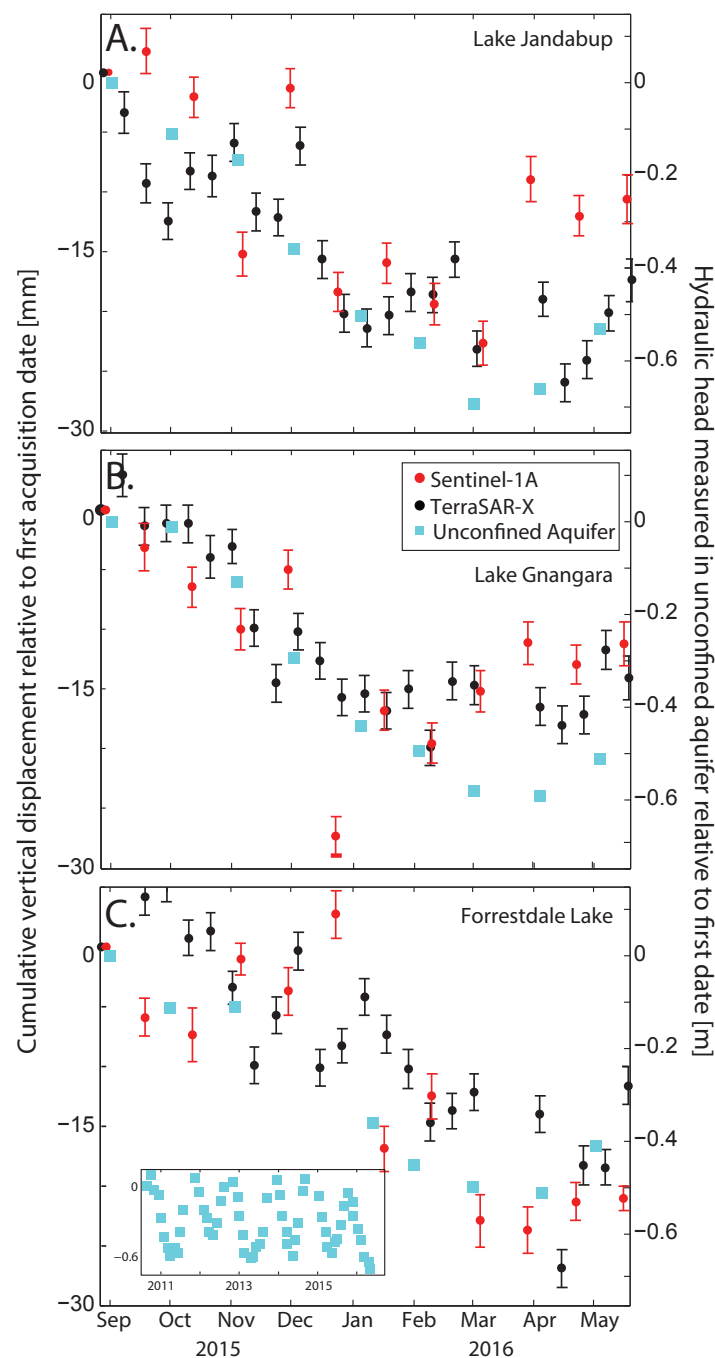 A.
Lake Jandabup
0
−15
−30
0
−0.2
−0.4
−0.6
B.
Sentinel-1A
TerraSAR-X
Unconfined Aquifer
Lake Gnangara
0
−15
−30
0
−0.2
−0.4
−0.6
C.
Forrestdale Lake
0
−15
−30
0
−0.2
−0.4
−0.6
0
−0.6
2011 2013 2015
Sep Oct Nov Dec Jan Feb Mar Apr May
2015 2016
Cumulative vertical displacement relative to first acquisition date [mm]
Hydraulic head measured in unconfined aquifer relative to first date [m]